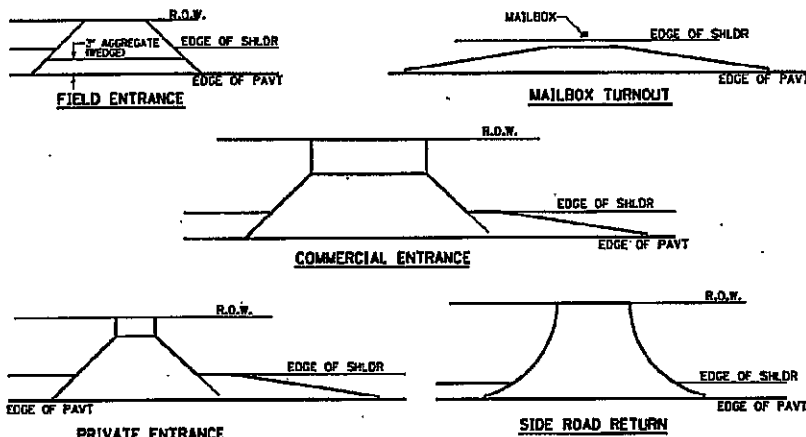 R.O.W.
3" AGGREGATE
(WEDGE)
EDGE OF SHLDR
EDGE OF PAVT
FIELD ENTRANCE
MAILBOX
EDGE OF SHLDR
EDGE OF PAVT
MAILBOX TURNOUT
R.O.W.
EDGE OF SHLDR
EDGE OF PAVT
COMMERCIAL ENTRANCE
R.O.W.
EDGE OF SHLDR
EDGE OF PAVT
PRIVATE ENTRANCE
R.O.W.
EDGE OF SHLDR
EDGE OF PAVT
SIDE ROAD RETURN